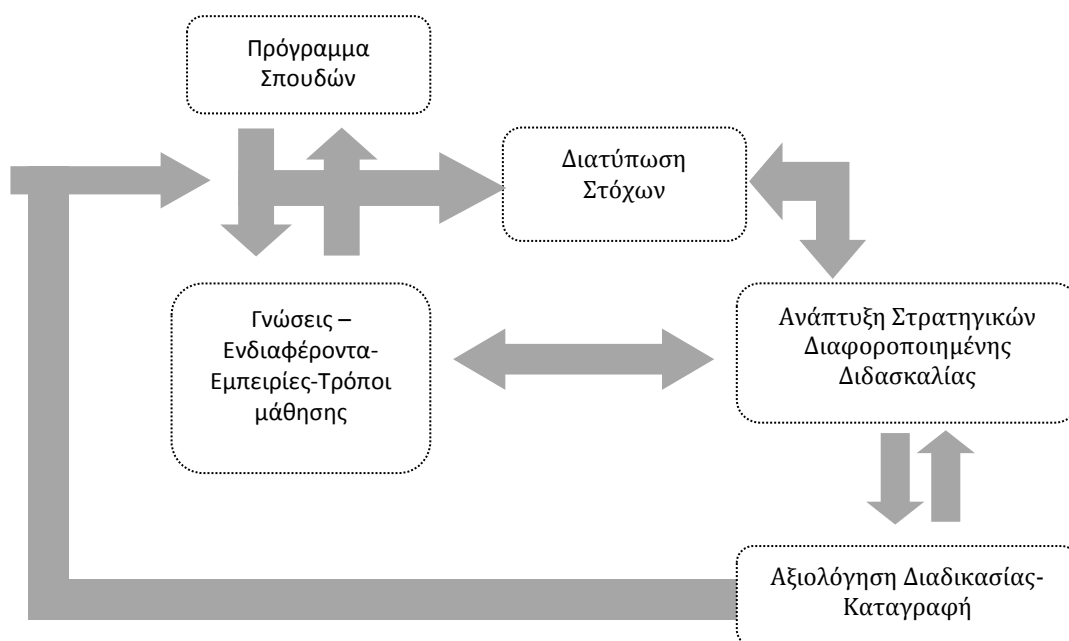 Πρόγραμμα
Σπουδών
Διατύπωση
Στόχων
Γνώσεις –
Ενδιαφέροντα-
Εμπειρίες-Τρόποι
μάθησης
Ανάπτυξη Στρατηγικών
Διαφοροποιημένης
Διδασκαλίας
Αξιολόγηση Διαδικασίας-
Καταγραφή